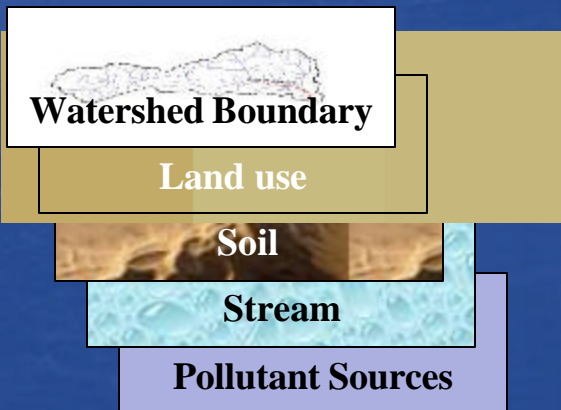 Watershed Boundary
Land use
Soil
Stream
Pollutant Sources